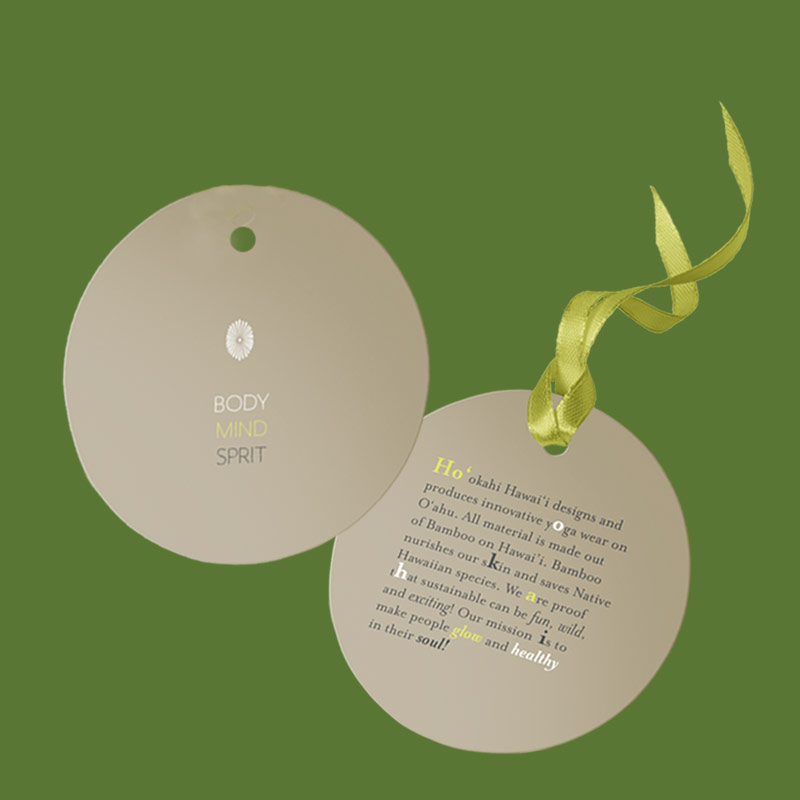 BODY
MIND
SPRIT
Ho‘okahi Hawai‘i designs and
produces innovative yoga wear on
O‘ahu. All material is made out
of Bamboo on Hawai‘i. Bamboo
nurishes our skin and saves Native
Hawaiian species. We are proof
that sustainable can be fun, wild,
and exciting! Our mission is to
make people glow and healthy
in their soul!